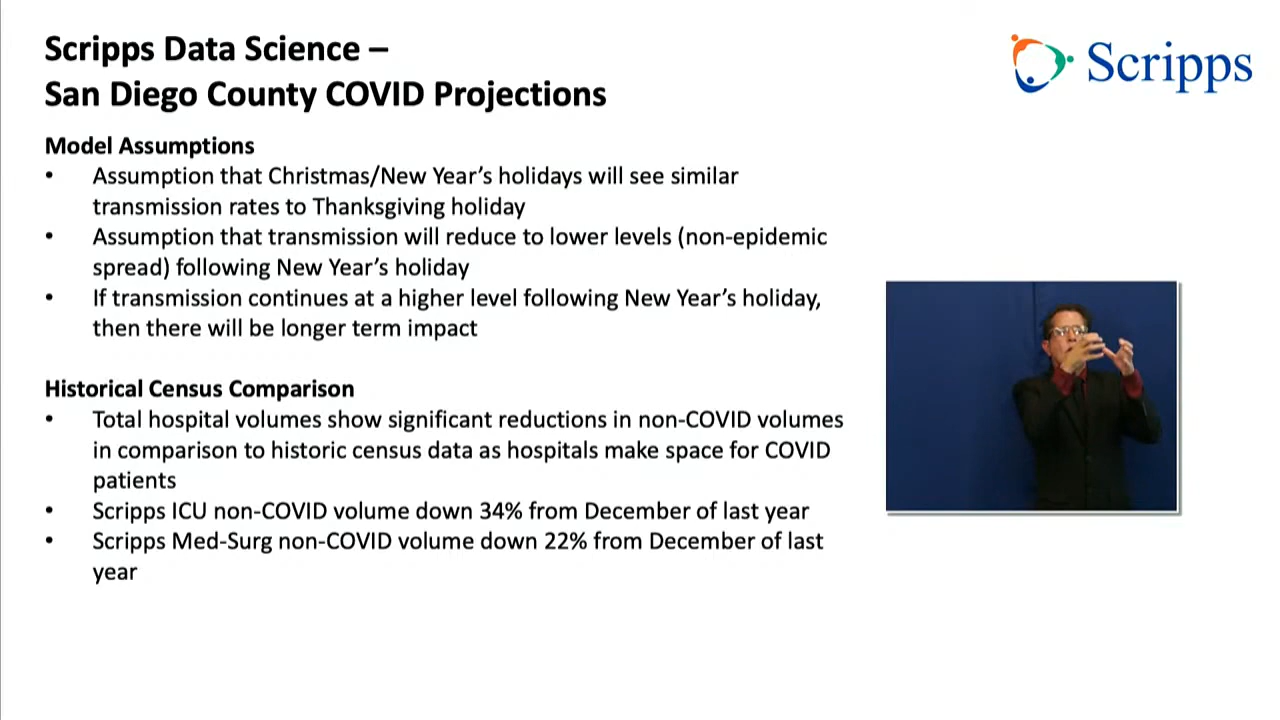 Scripps Data Science –
San Diego County COVID Projections
Scripps
Model Assumptions
• Assumption that Christmas/New Year’s holidays will see similar
transmission rates to Thanksgiving holiday
• Assumption that transmission will reduce to lower levels (non-epidemic
spread) following New Year’s holiday
• If transmission continues at a higher level following New Year’s holiday,
then there will be longer term impact
Historical Census Comparison
• Total hospital volumes show significant reductions in non-COVID volumes
in comparison to historic census data as hospitals make space for COVID
patients
• Scripps ICU non-COVID volume down 34% from December of last year
• Scripps Med-Surg non-COVID volume down 22% from December of last
year